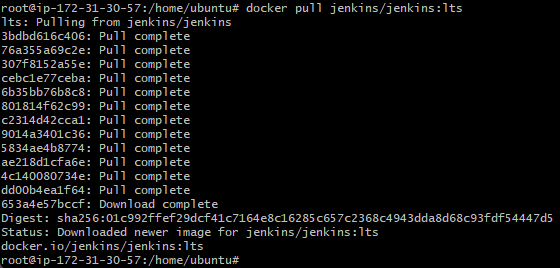 root@ip-172-31-30-57:/home/ubuntu# docker pull jenkins/jenkins:lts
lts: Pulling from jenkins/jenkins
3bdbd616c406: Pull complete
76a355a69c2e: Pull complete
307f8152a55e: Pull complete
cebc1e77ceba: Pull complete
6b35bb76b8c8: Pull complete
801814f62c99: Pull complete
c2314d42cca1: Pull complete
9014a3401c36: Pull complete
5834ae4b8774: Pull complete
ae218d1cfa6e: Pull complete
4c140080734e: Pull complete
dd00b4ea1f64: Pull complete
653a4e57bccf: Download complete
Digest: sha256:01c992ffef29dcf41c7164e8c16285c657c2368c4943dda8d68c93fdf54447d5
Status: Downloaded newer image for jenkins/jenkins:lts
docker.io/jenkins/jenkins:lts
root@ip-172-31-30-57:/home/ubuntu#